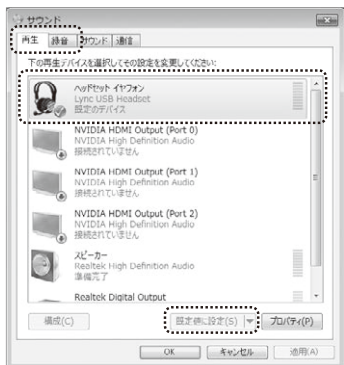 サウンド
再生 録音 サウンド 通信
下の再生デバイスを選択してその設定を変更してください:
ヘッドセット イヤフォン
Lync USB Headset
既定のデバイス
NVIDIA HDMI Output (Port 0)
NVIDIA High Definition Audio
接続されていません
NVIDIA HDMI Output (Port 1)
NVIDIA High Definition Audio
接続されていません
NVIDIA HDMI Output (Port 2)
NVIDIA High Definition Audio
接続されていません
スピーカー
Realtek High Definition Audio
準備完了
Realtek Digital Output
構成(C) 既定値に設定(S) プロパティ(P)
OK キャンセル 適用(A)